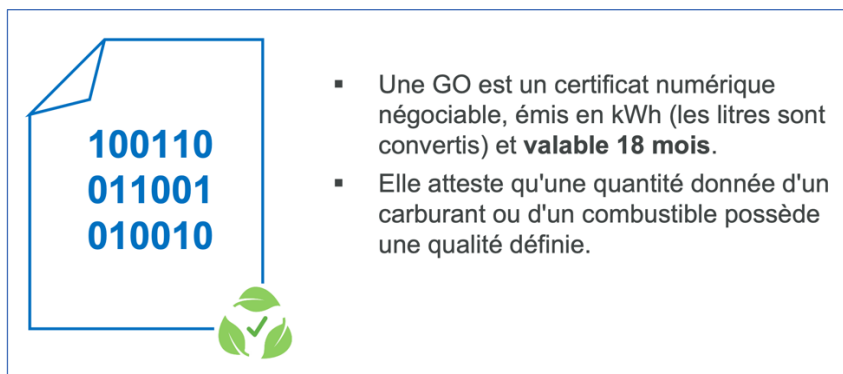 100110
011001
010010
▪ Une GO est un certificat numérique
négociable, émis en kWh (les litres sont
convertis) et valable 18 mois.
▪ Elle atteste qu'une quantité donnée d'un
carburant ou d'un combustible possède
une qualité définie.